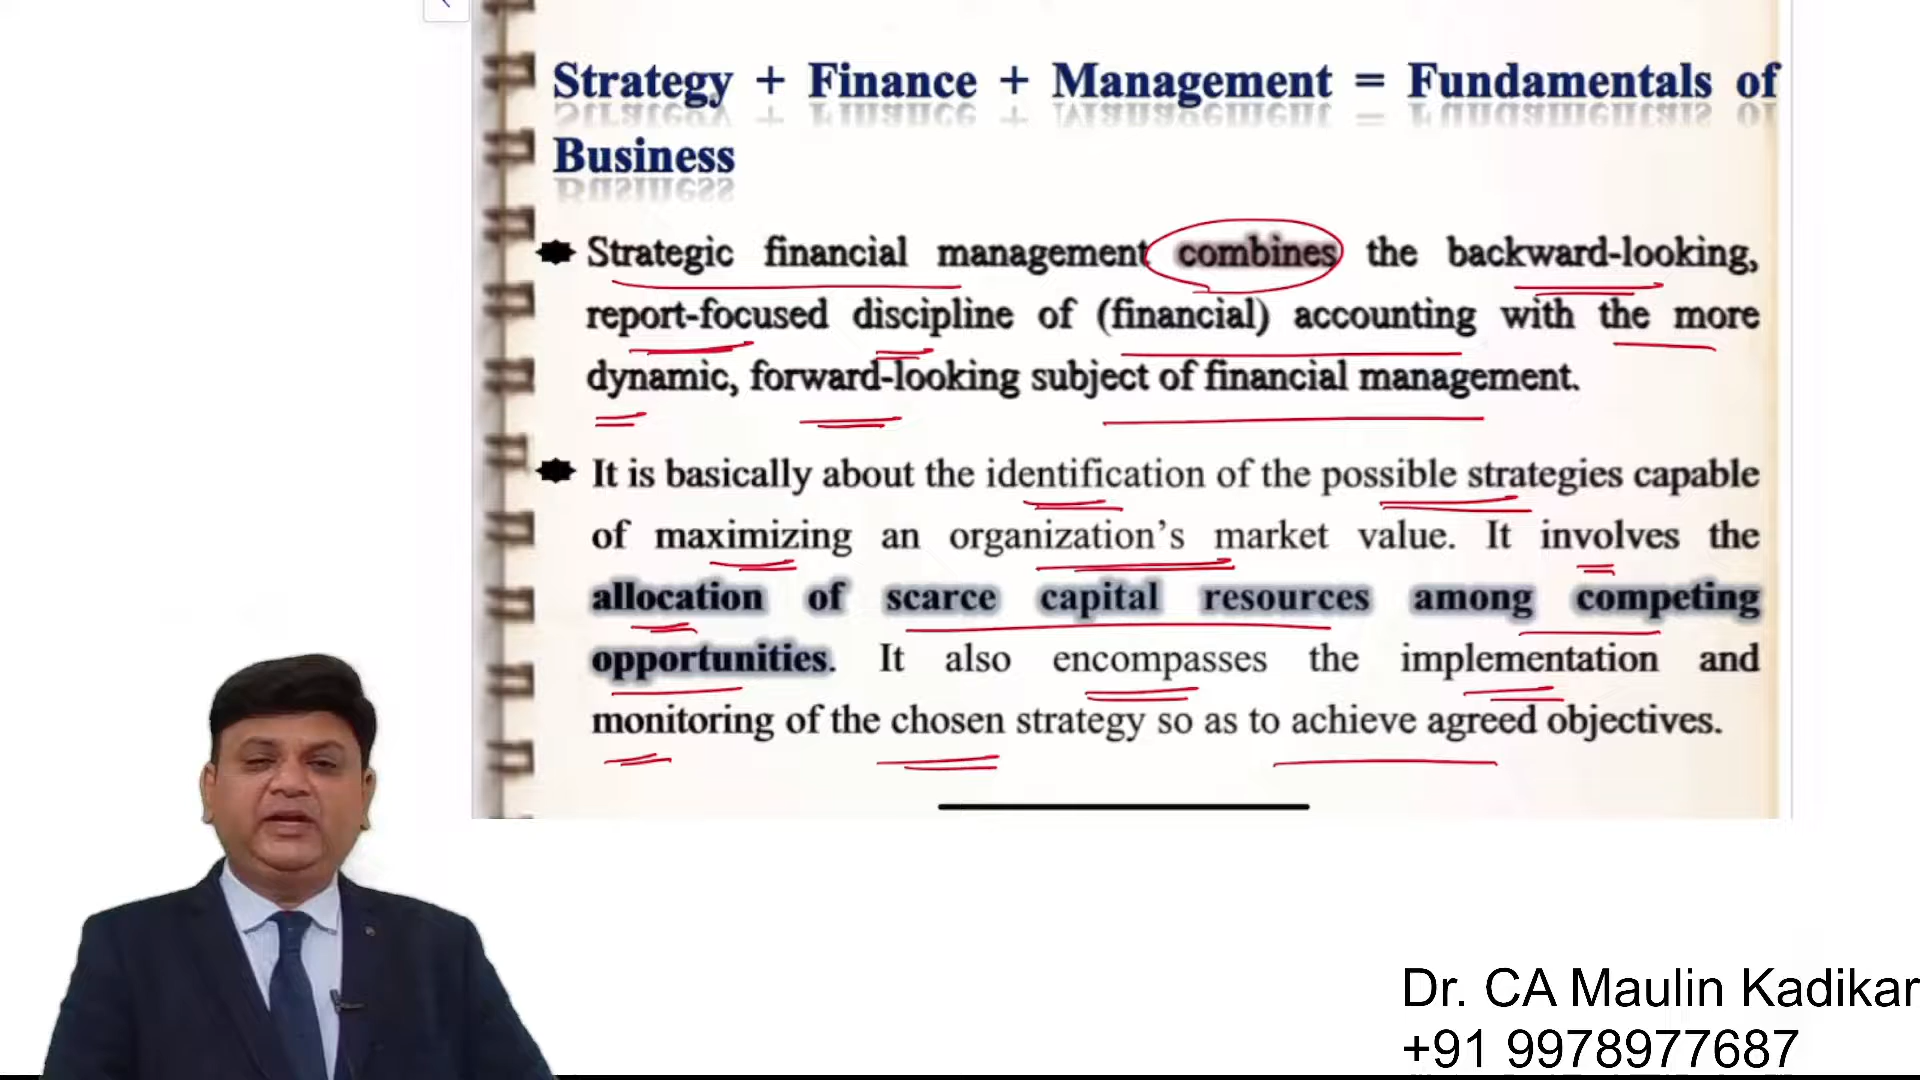 Strategy + Finance + Management = Fundamentals of
Business
Strategic financial management combines the backward-looking,
report-focused discipline of (financial) accounting with the more
dynamic, forward-looking subject of financial management.
It is basically about the identification of the possible strategies capable
of maximizing an organization’s market value. It involves the
allocation of scarce capital resources among competing
opportunities. It also encompasses the implementation and
monitoring of the chosen strategy so as to achieve agreed objectives.
Dr. CA Maulin Kadikar
+91 9978977687